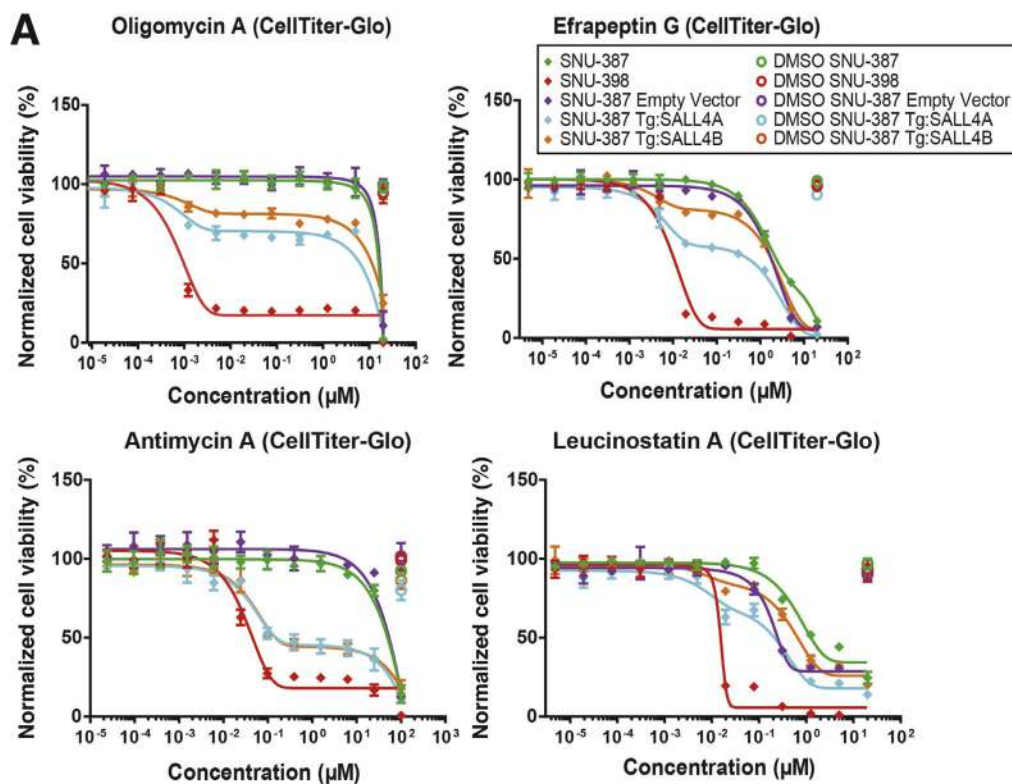 A
Oligomycin A (CellTiter-Glo)
Normalized cell viability (%)
150
100
50
0
10-5 10-4 10-3 10-2 10-1 100 101 102
Concentration (µM)
Efrapeptin G (CellTiter-Glo)
SNU-387
SNU-398
SNU-387 Empty Vector
SNU-387 Tg:SALL4A
SNU-387 Tg:SALL4B
DMSO SNU-387
DMSO SNU-398
DMSO SNU-387 Empty Vector
DMSO SNU-387 Tg:SALL4A
DMSO SNU-387 Tg:SALL4B
Normalized cell viability (%)
150
100
50
0
10-5 10-4 10-3 10-2 10-1 100 101 102
Concentration (µM)
Antimycin A (CellTiter-Glo)
Normalized cell viability (%)
150
100
50
0
10-5 10-4 10-3 10-2 10-1 100 101 102 103
Concentration (µM)
Leucinostatin A (CellTiter-Glo)
Normalized cell viability (%)
150
100
50
0
10-5 10-4 10-3 10-2 10-1 100 101 102
Concentration (µM)